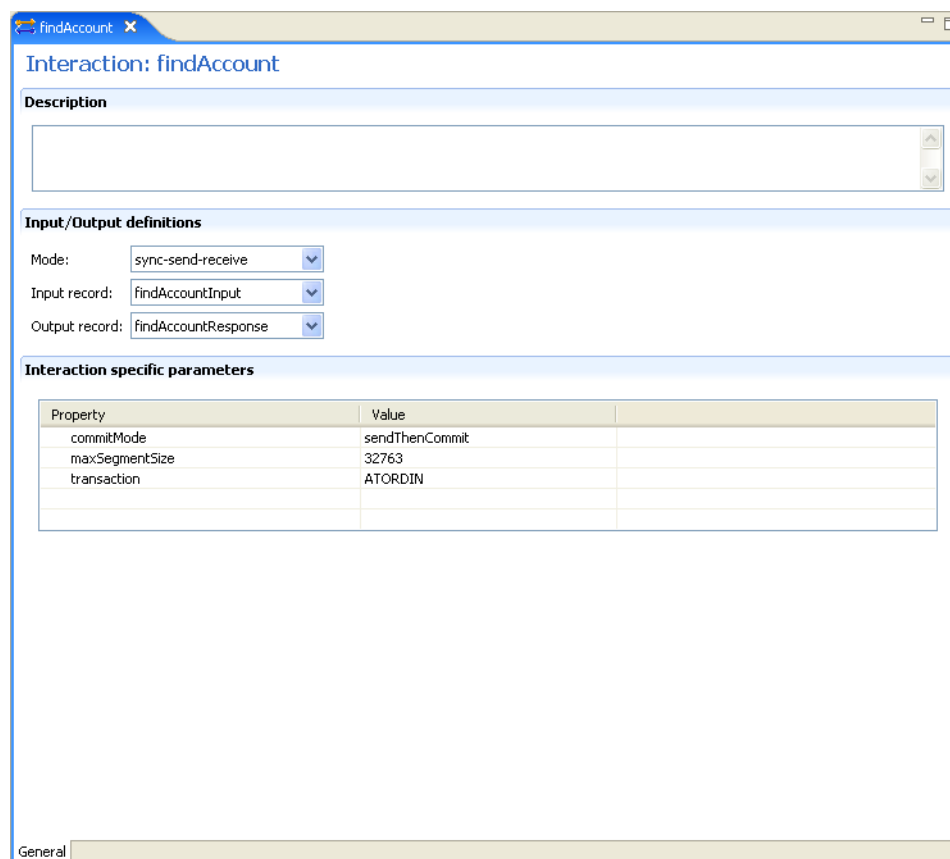 findAccount
Interaction: findAccount
Description
Input/Output definitions
Mode: sync-send-receive
Input record: findAccountInput
Output record: findAccountResponse
Interaction specific parameters
Property Value
commitMode sendThenCommit
maxSegmentSize 32763
transaction ATORDIN
General